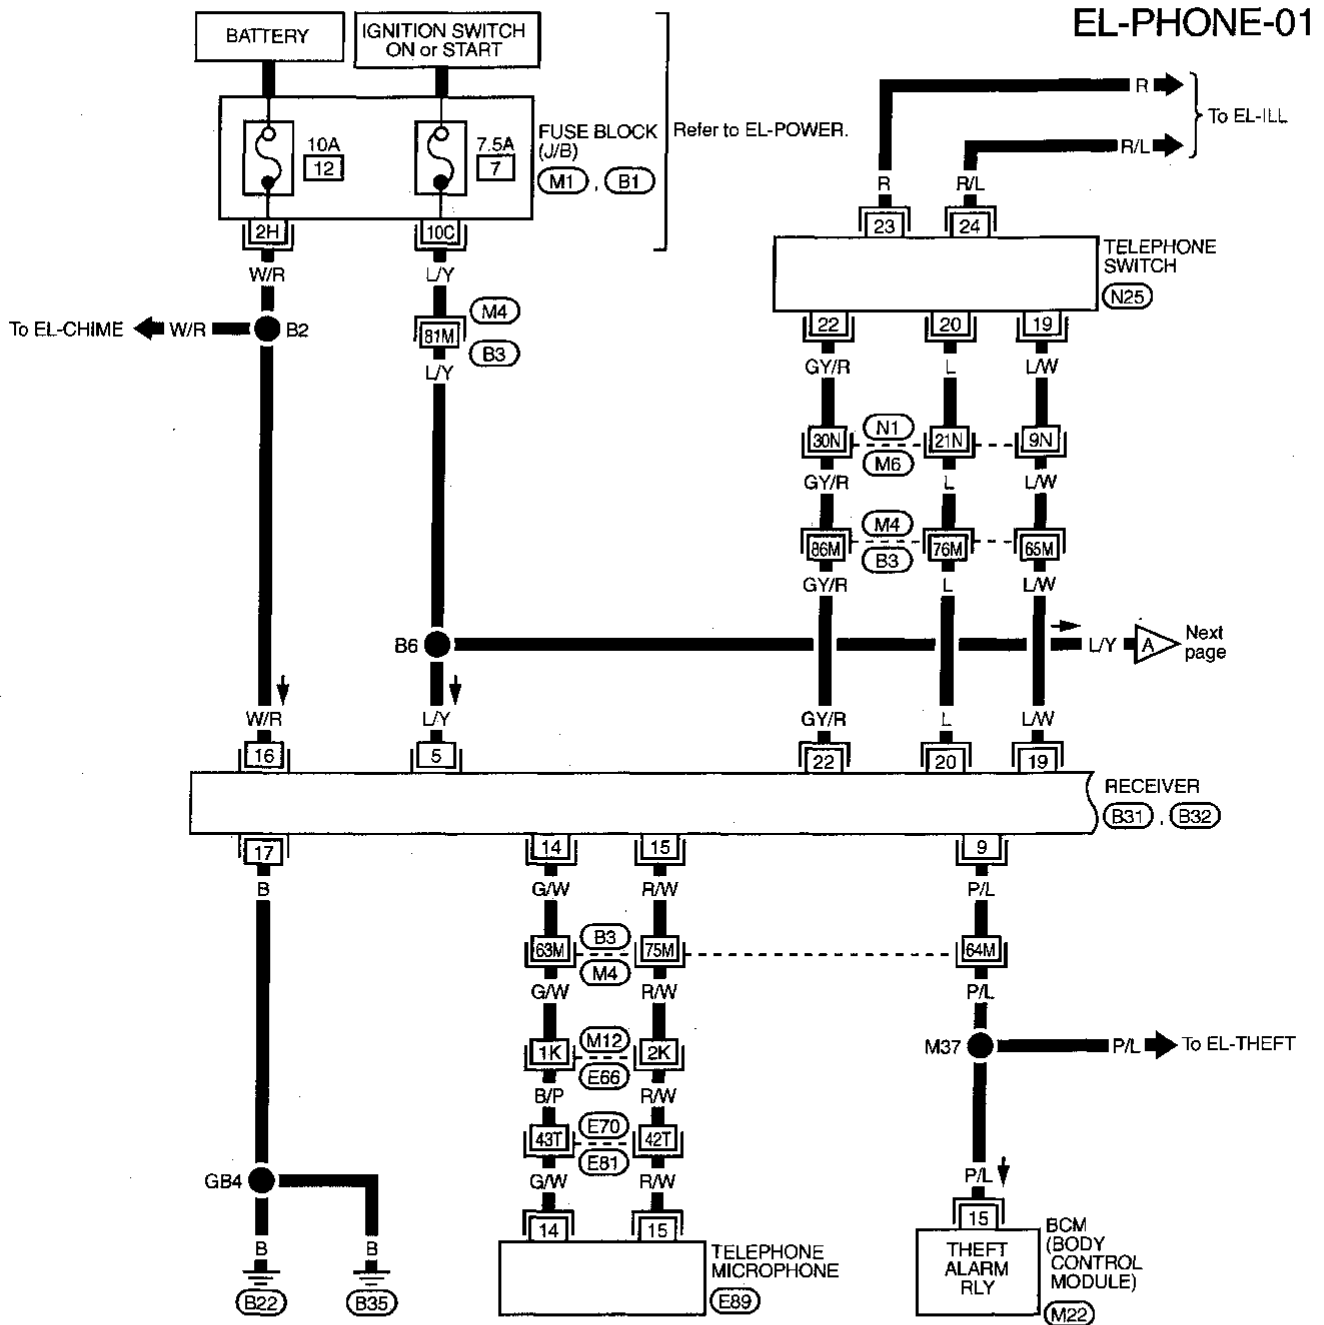 EL-PHONE-01
BATTERY
IGNITION SWITCH
ON or START
10A
12
7.5A
7
FUSE BLOCK
(J/B)
M1 , B1
Refer to EL-POWER.
2H
10C
W/R
L/Y
To EL-CHIME
W/R
B2
81M
M4
B3
L/Y
R
R/L
To EL-ILL
R
R/L
23
24
TELEPHONE
SWITCH
N25
22
20
19
GY/R
L
L/W
30N
N1
M6
21N
9N
GY/R
L
L/W
86M
M4
B3
76M
65M
GY/R
L
L/W
B6
L/Y
A
Next
page
W/R
L/Y
GY/R
L
L/W
16
5
22
20
19
RECEIVER
B31 , B32
17
14
15
9
B
G/W
R/W
P/L
63M
B3
M4
75M
64M
G/W
R/W
P/L
1K
M12
E66
2K
M37
P/L
To EL-THEFT
B/P
R/W
43T
E70
E81
42T
G/W
R/W
P/L
GB4
14
15
15
B
B
B22
B35
TELEPHONE
MICROPHONE
E89
THEFT
ALARM
RLY
BCM
(BODY
CONTROL
MODULE)
M22